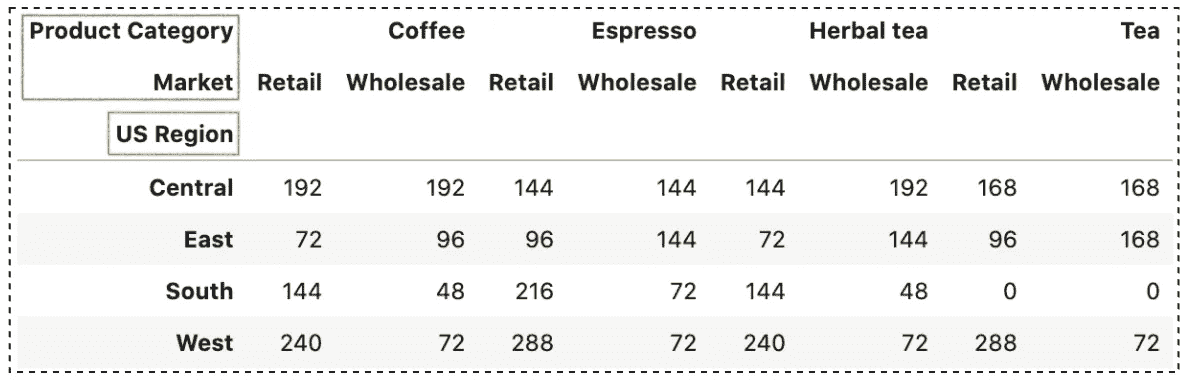 Product Category Coffee Espresso Herbal tea Tea
Market Retail Wholesale Retail Wholesale Retail Wholesale Retail Wholesale
US Region
Central 192 192 144 144 144 192 168 168
East 72 96 96 144 72 144 96 168
South 144 48 216 72 144 48 0 0
West 240 72 288 72 240 72 288 72